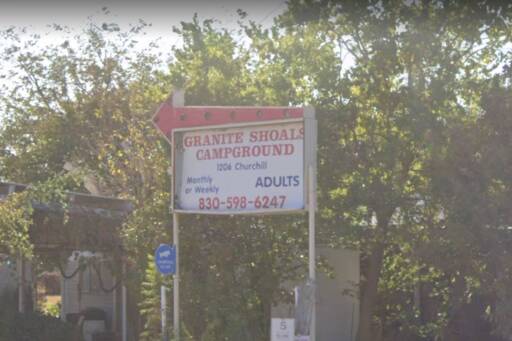 GRANITE SHOALS
CAMPGROUND
1206 Churchill
Monthly
or Weekly
ADULTS
830-598-6247
S